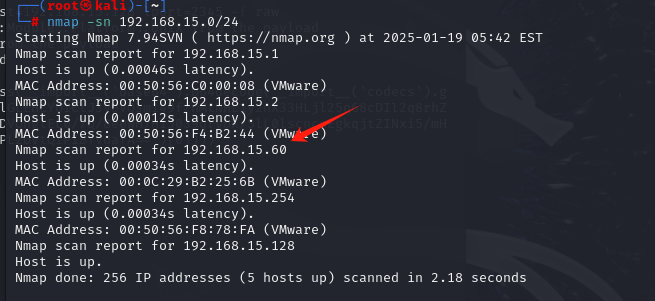 (root㉿kali)-[~]
# nmap -sn 192.168.15.0/24
Starting Nmap 7.94SVN ( https://nmap.org ) at 2025-01-19 05:42 EST
Nmap scan report for 192.168.15.1
Host is up (0.00046s latency).
MAC Address: 00:50:56:C0:00:08 (VMware)
Nmap scan report for 192.168.15.2
Host is up (0.00012s latency).
MAC Address: 00:50:56:F4:B2:44 (VMware)
Nmap scan report for 192.168.15.60
Host is up (0.00034s latency).
MAC Address: 00:0C:29:B2:25:6B (VMware)
Nmap scan report for 192.168.15.254
Host is up (0.00034s latency).
MAC Address: 00:50:56:F8:78:FA (VMware)
Nmap scan report for 192.168.15.128
Host is up.
Nmap done: 256 IP addresses (5 hosts up) scanned in 2.18 seconds